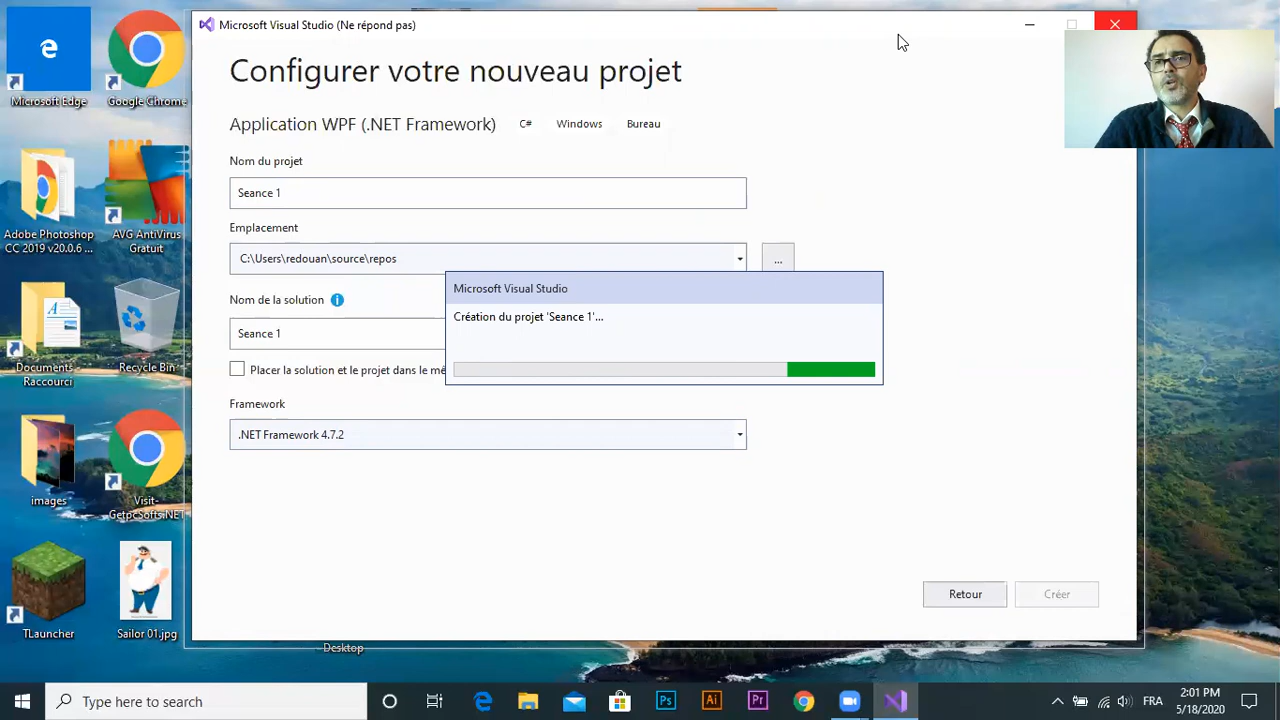 Microsoft Visual Studio (Ne répond pas)
Configurer votre nouveau projet
Application WPF (.NET Framework) C# Windows Bureau
Nom du projet
Seance 1
Emplacement
C:\Users\redouan\source\repos
...
Nom de la solution
Seance 1
Placer la solution et le projet dans le mê
Framework
.NET Framework 4.7.2
Retour
Créer
Microsoft Visual Studio
Création du projet 'Seance 1'...
Microsoft Edge
Google Chrome
Adobe Photoshop
CC 2019 v20.0.6 ...
AVG AntiVirus
Gratuit
Documents -
Raccourci
Recycle Bin
images
Visit-
GetpcSofts.NET
TLauncher
Sailor 01.jpg
Desktop
Type here to search
Ps
Ai
Pr
FRA
2:01 PM
5/18/2020